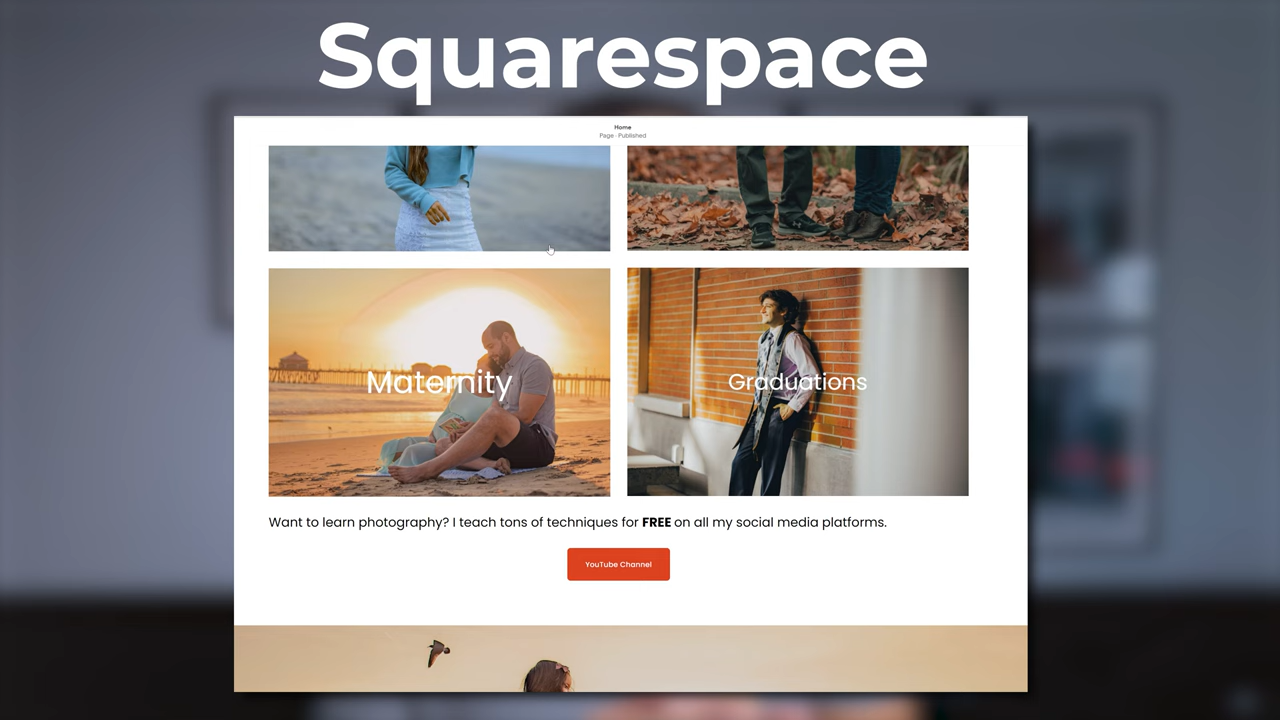 Squarespace
Home
Page · Published
Maternity
Graduations
Want to learn photography? I teach tons of techniques for FREE on all my social media platforms.
YouTube Channel